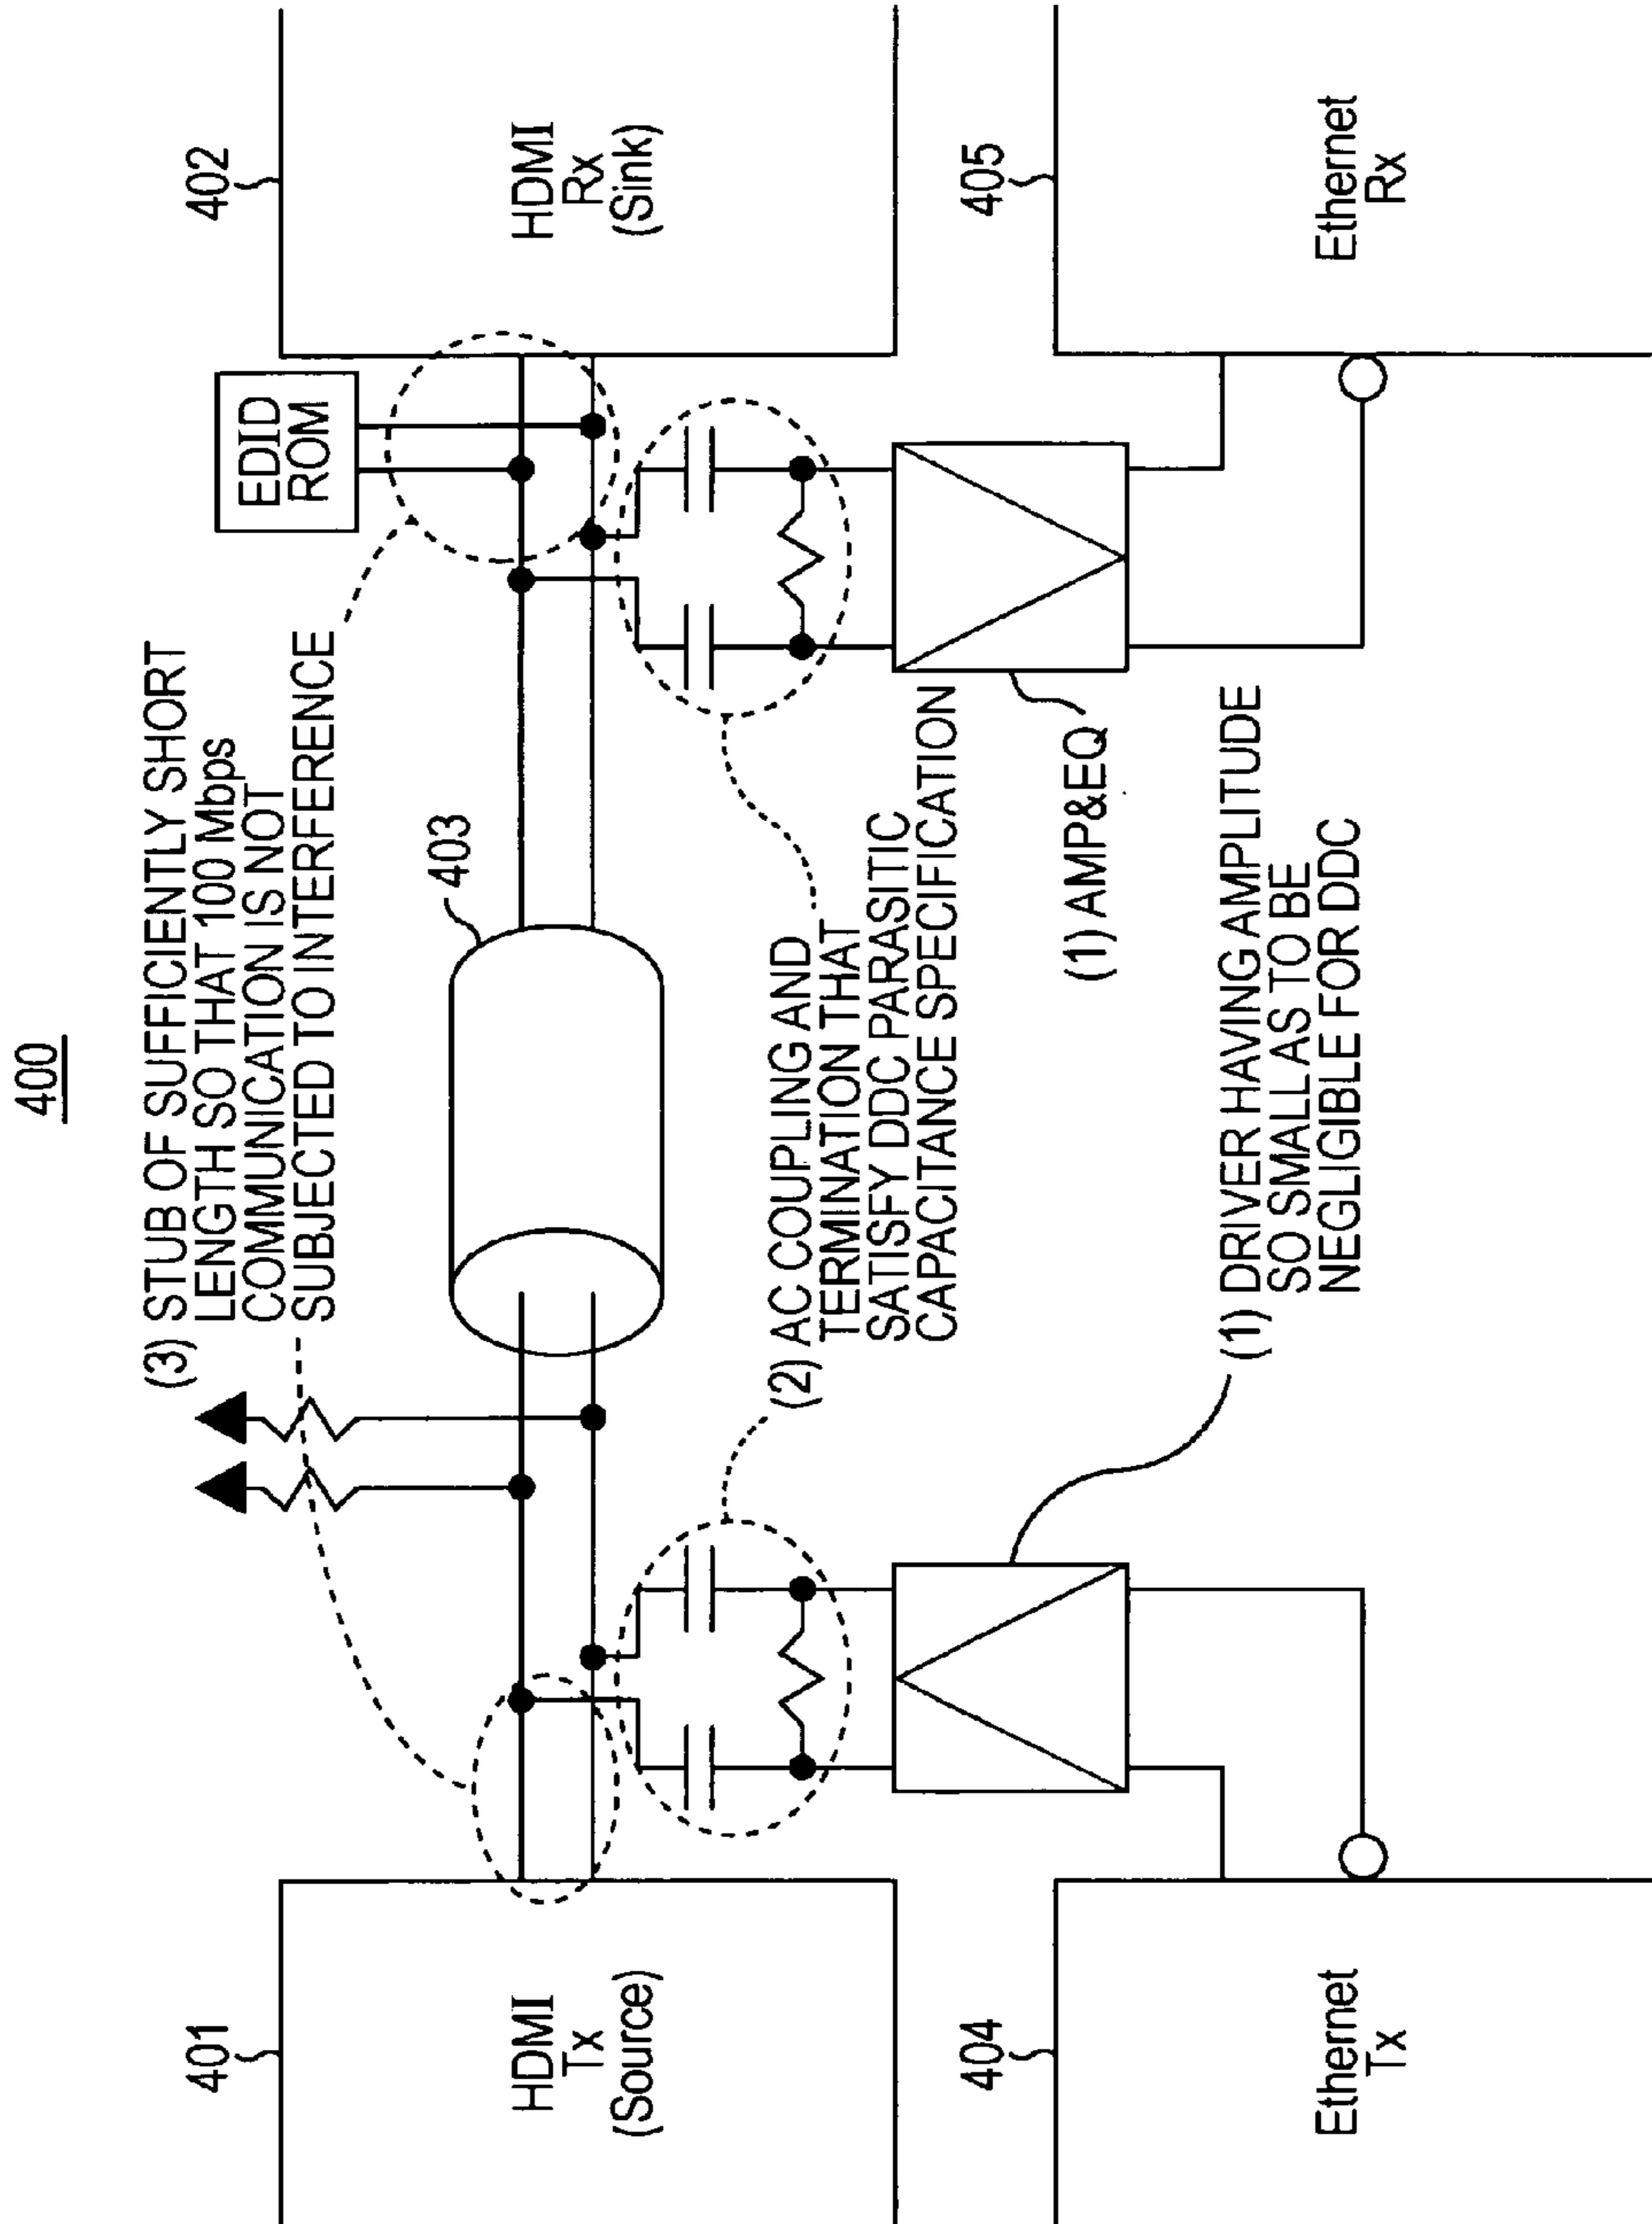 400
(3) STUB OF SUFFICIENTLY SHORT
LENGTH SO THAT 100 Mbps
COMMUNICATION IS NOT
SUBJECTED TO INTERFERENCE
401
HDMI
Tx
(Source)
403
EDID
ROM
402
HDMI
Rx
(Sink)
(2) AC COUPLING AND
TERMINATION THAT
SATISFY DDC PARASITIC
CAPACITANCE SPECIFICATION
404
Ethernet
Tx
(1) DRIVER HAVING AMPLITUDE
SO SMALL AS TO BE
NEGLIGIBLE FOR DDC
(1) AMP&EQ
405
Ethernet
Rx